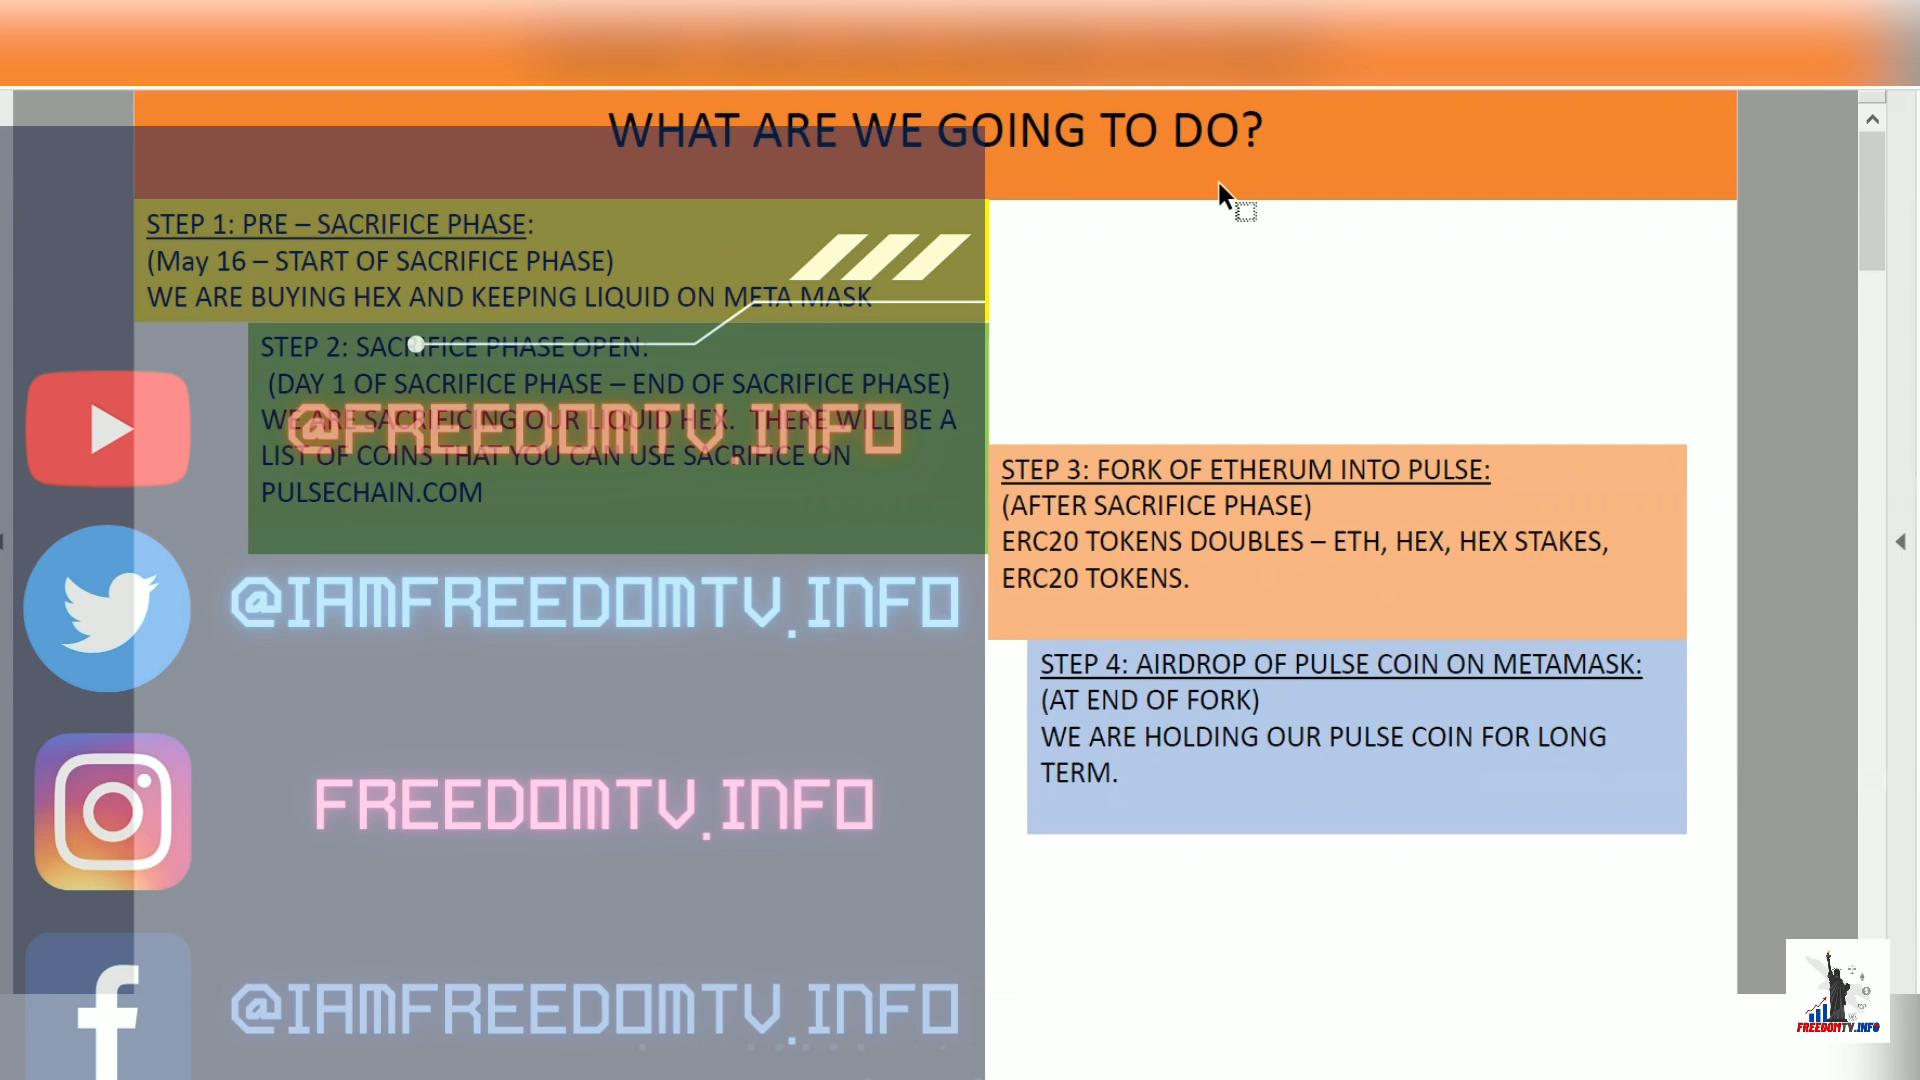 WHAT ARE WE GOING TO DO?
STEP 1: PRE – SACRIFICE PHASE:
(May 16 – START OF SACRIFICE PHASE)
WE ARE BUYING HEX AND KEEPING LIQUID ON META MASK
STEP 2: SACRIFICE PHASE OPEN:
(DAY 1 OF SACRIFICE PHASE – END OF SACRIFICE PHASE)
WE ARE SACRIFICING OUR LIQUID HEX. THERE WILL BE A
LIST OF COINS THAT YOU CAN USE SACRIFICE ON
PULSECHAIN.COM
@FREEDOMTV.INFO
@IAMFREEDOMTV.INFO
FREEDOMTV.INFO
@IAMFREEDOMTV.INFO
STEP 3: FORK OF ETHERUM INTO PULSE:
(AFTER SACRIFICE PHASE)
ERC20 TOKENS DOUBLES – ETH, HEX, HEX STAKES,
ERC20 TOKENS.
STEP 4: AIRDROP OF PULSE COIN ON METAMASK:
(AT END OF FORK)
WE ARE HOLDING OUR PULSE COIN FOR LONG
TERM.
FREEDOMTV.INFO